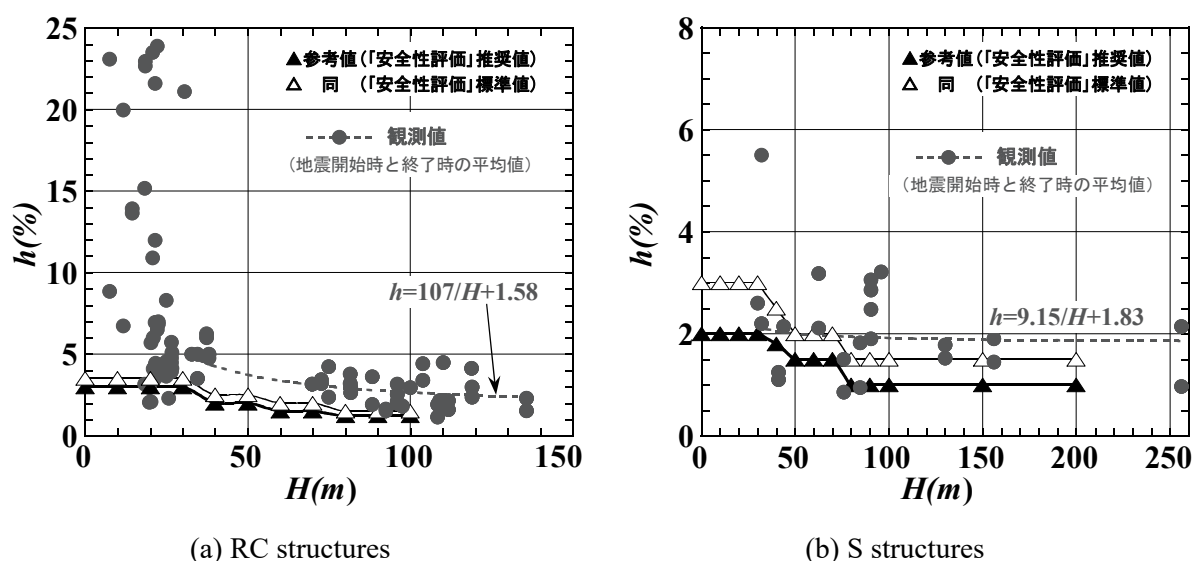 25
20
15
10
5
0
h(%)
▲参考値(「安全性評価」推奨値)
△ 同 (「安全性評価」標準値)
観測値
(地震開始時と終了時の平均値)
h=107/H+1.58
0 50 100 150
H(m)
(a) RC structures
8
6
4
2
0
h(%)
▲参考値(「安全性評価」推奨値)
△ 同 (「安全性評価」標準値)
観測値
(地震開始時と終了時の平均値)
h=9.15/H+1.83
0 50 100 150 200 250
H(m)
(b) S structures